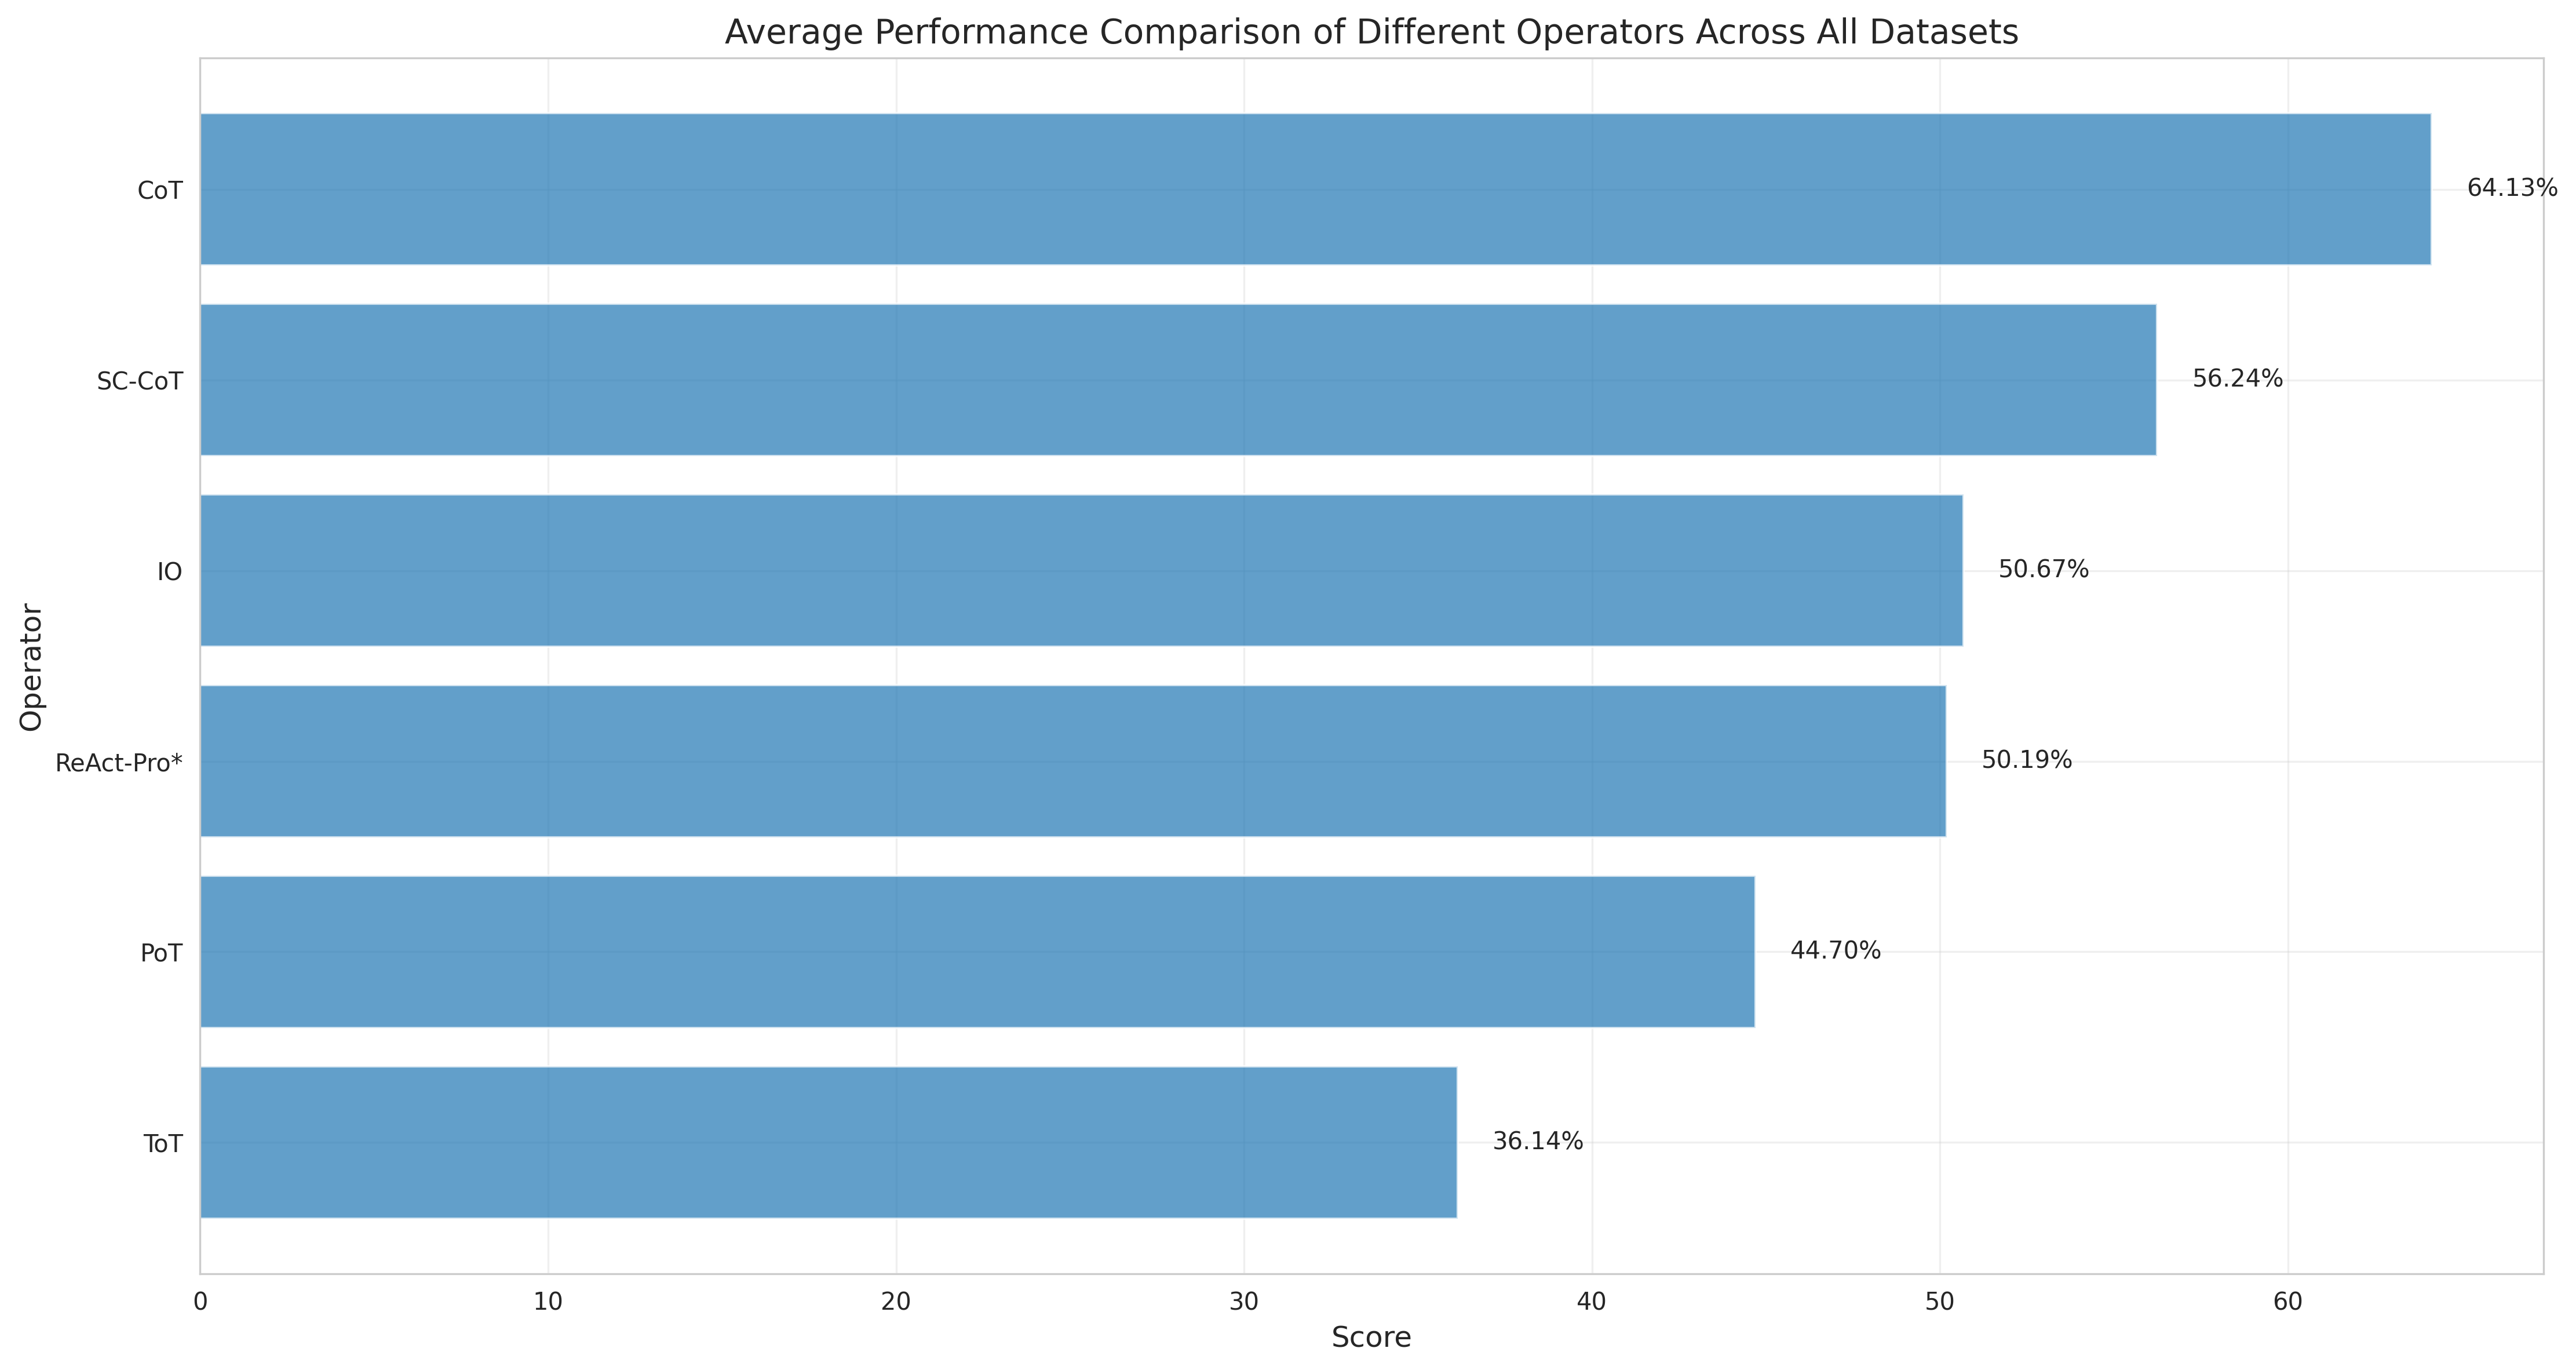 Average Performance Comparison of Different Operators Across All Datasets
CoT
64.13%
SC-CoT
56.24%
IO
50.67%
ReAct-Pro*
50.19%
PoT
44.70%
ToT
36.14%
Operator
0 10 20 30 40 50 60
Score